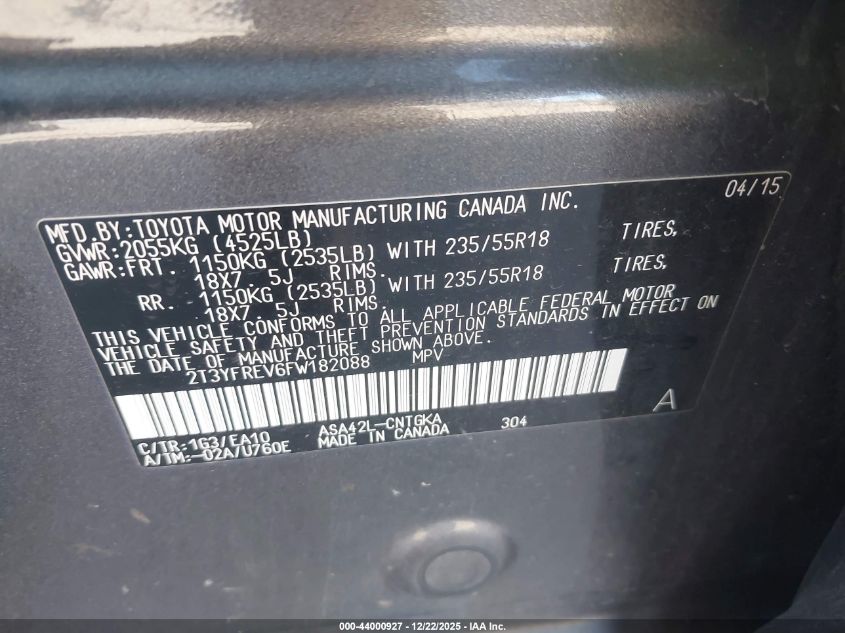 04/15
MFD.BY:TOYOTA MOTOR MANUFACTURING CANADA INC.
GVWR:2055KG (4525LB)
GAWR:FRT. 1150KG (2535LB) WITH 235/55R18 TIRES,
18X7. 5J RIMS.
RR. 1150KG (2535LB) WITH 235/55R18 TIRES,
18X7. 5J RIMS.
THIS VEHICLE CONFORMS TO ALL APPLICABLE FEDERAL MOTOR
VEHICLE SAFETY AND THEFT PREVENTION STANDARDS IN EFFECT ON
THE DATE OF MANUFACTURE SHOWN ABOVE.
2T3YFREV6FW182088 MPV
A
C/TR:1G3/EA10 ASA42L-CNTGKA 304
A/TM:-02A/U760E MADE IN CANADA
000-44000927 - 12/22/2025 - IAA Inc.